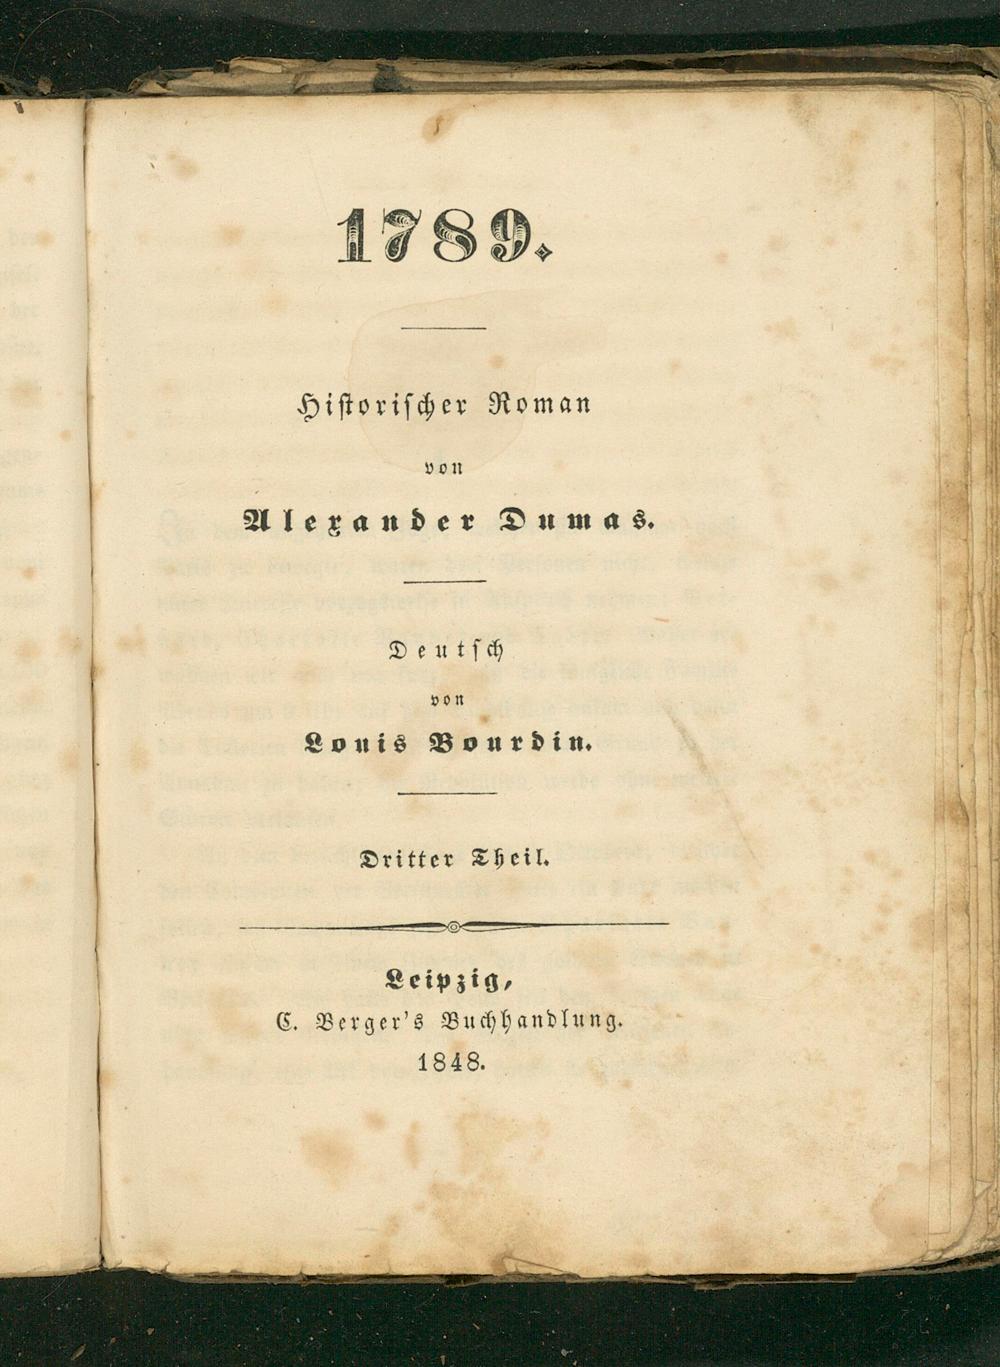 1789.
Hiſtoriſcher Roman
von
Alexander Dumas.
Deutſch
von
Louis Bourdin.
Dritter Theil.
Leipzig,
C. Berger's Buchhandlung.
1848.